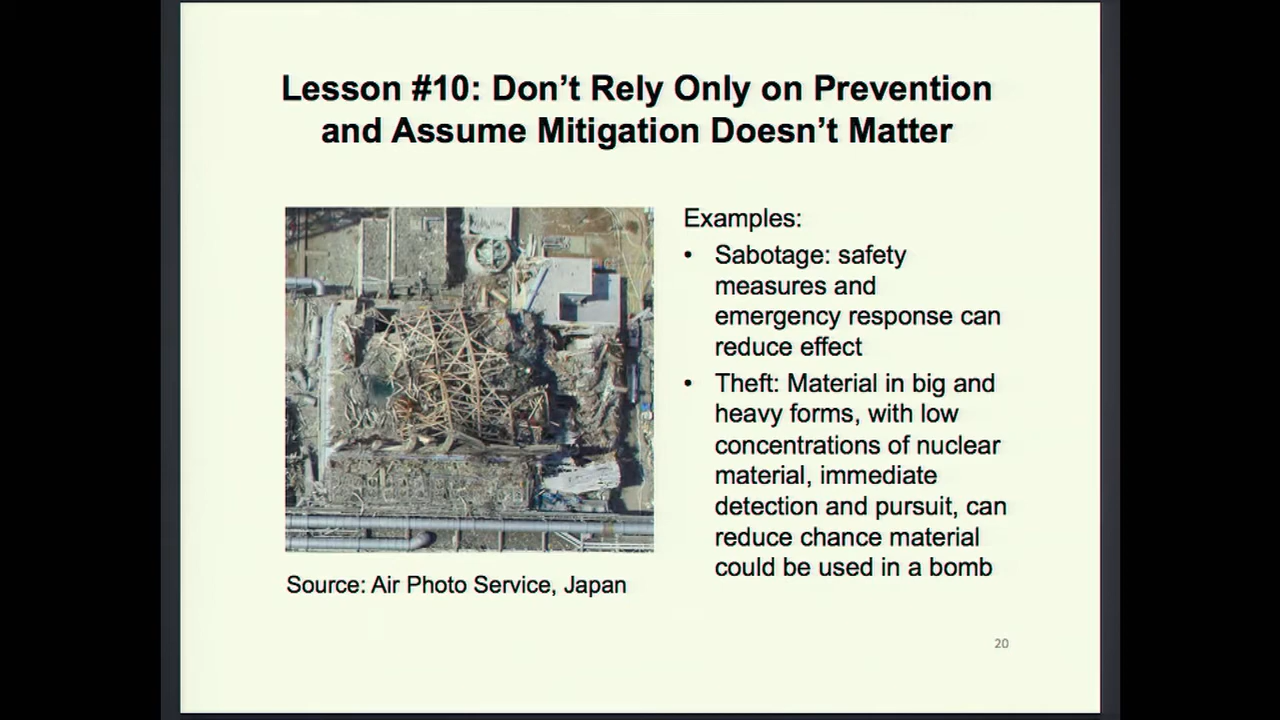 Lesson #10: Don’t Rely Only on Prevention
and Assume Mitigation Doesn’t Matter
Examples:
• Sabotage: safety
measures and
emergency response can
reduce effect
• Theft: Material in big and
heavy forms, with low
concentrations of nuclear
material, immediate
detection and pursuit, can
reduce chance material
could be used in a bomb
Source: Air Photo Service, Japan
20